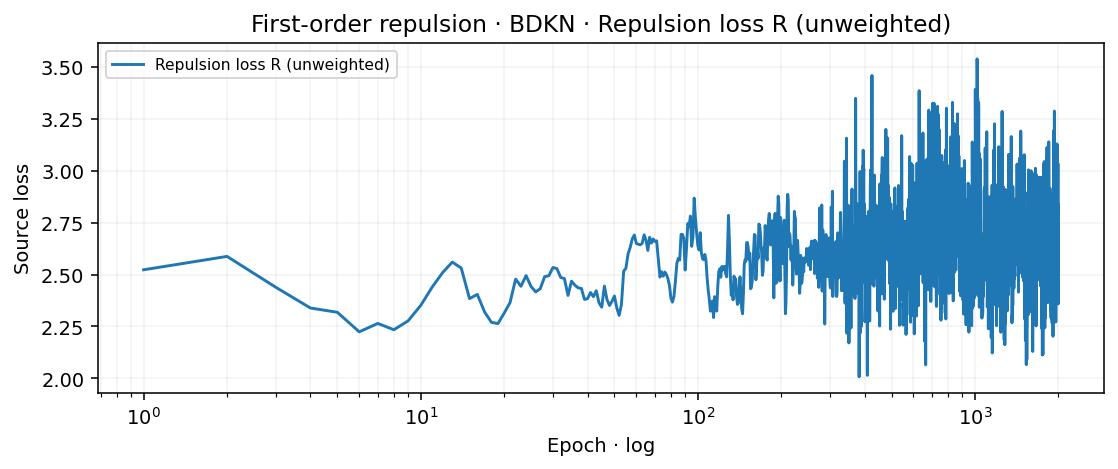 First-order repulsion · BDKN · Repulsion loss R (unweighted)
Repulsion loss R (unweighted)
Source loss
3.50
3.25
3.00
2.75
2.50
2.25
2.00
10⁰ 10¹ 10² 10³
Epoch · log